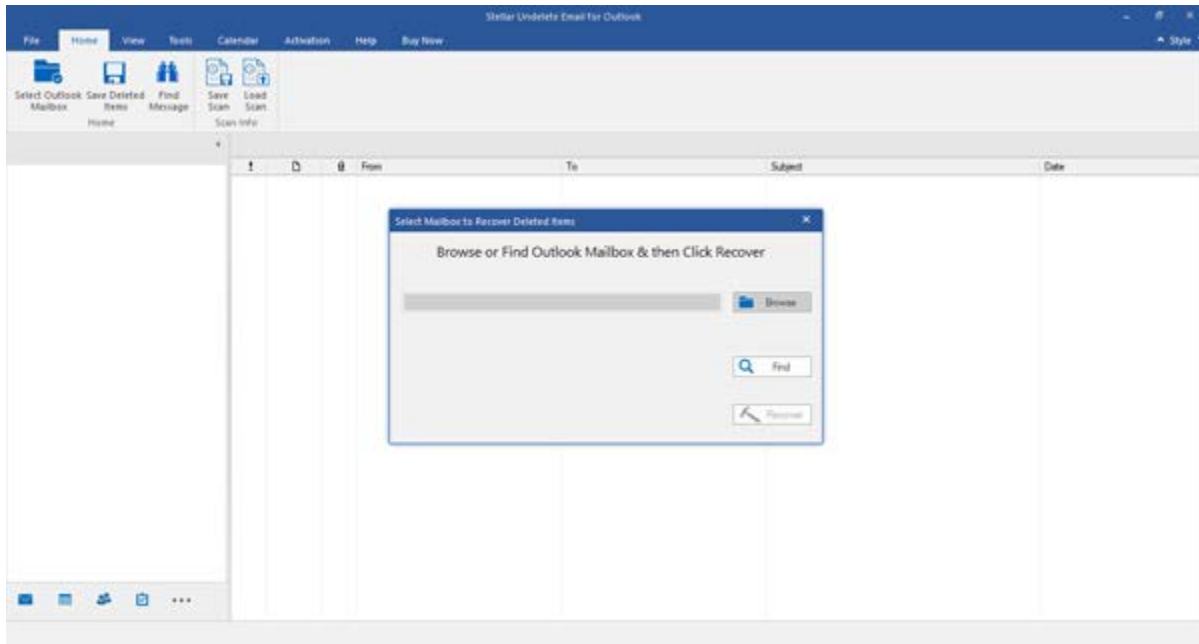 Stellar Undelete Email for Outlook
File Home View Tools Calendar Activation Help Buy Now Style
Select Outlook Mailbox
Save Deleted Items
Find Message
Save Scan
Load Scan
Home
Scan Info
! From To Subject Date
Select Mailbox to Recover Deleted Items
Browse or Find Outlook Mailbox & then Click Recover
Browse
Find
Recover